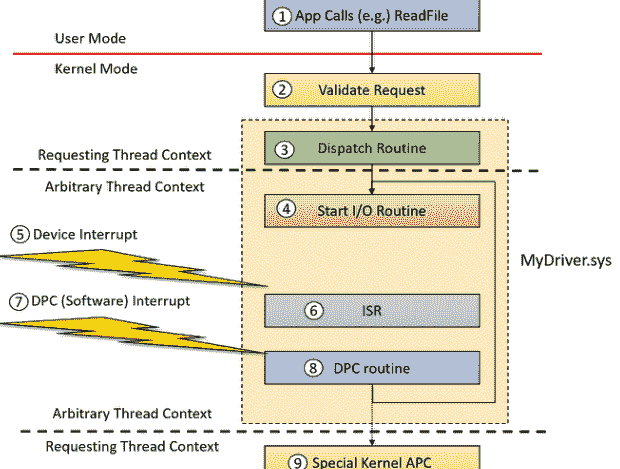 ① App Calls (e.g.) ReadFile
User Mode
Kernel Mode
② Validate Request
③ Dispatch Routine
Requesting Thread Context
Arbitrary Thread Context
④ Start I/O Routine
⑤ Device Interrupt
MyDriver.sys
⑦ DPC (Software) Interrupt
⑥ ISR
⑧ DPC routine
Arbitrary Thread Context
Requesting Thread Context
⑨ Special Kernel APC